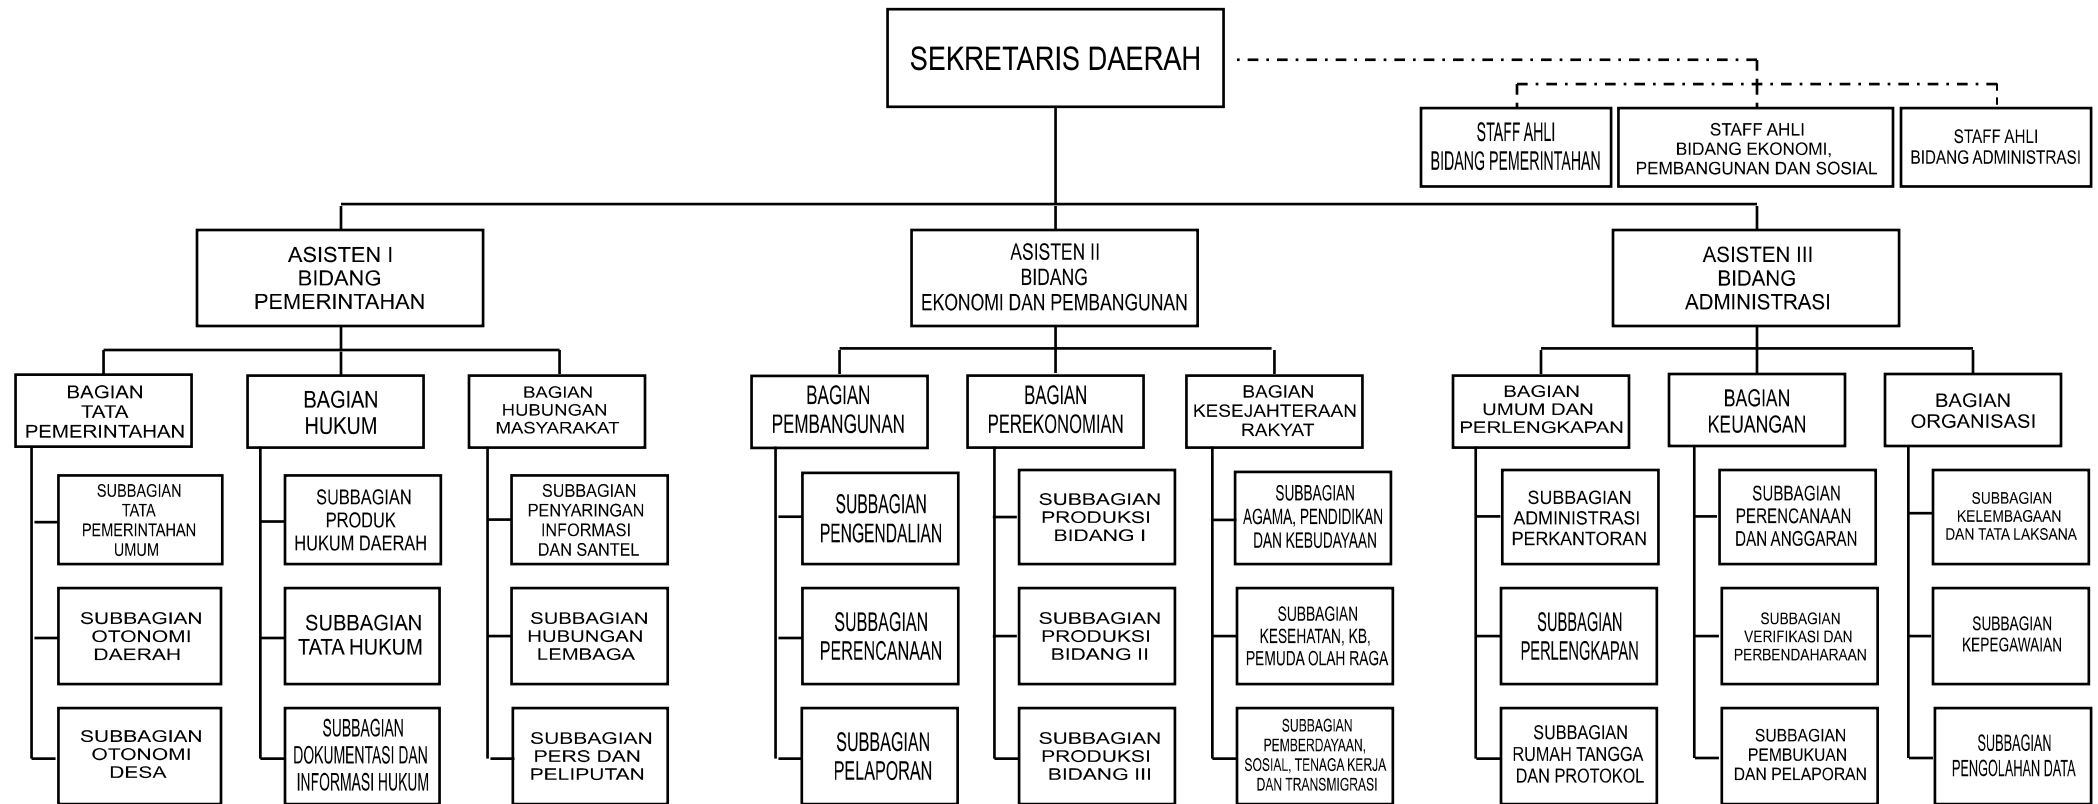 SEKRETARIS DAERAH
STAFF AHLI
BIDANG PEMERINTAHAN
STAFF AHLI
BIDANG EKONOMI,
PEMBANGUNAN DAN SOSIAL
STAFF AHLI
BIDANG ADMINISTRASI
ASISTEN I
BIDANG
PEMERINTAHAN
ASISTEN II
BIDANG
EKONOMI DAN PEMBANGUNAN
ASISTEN III
BIDANG
ADMINISTRASI
BAGIAN
TATA
PEMERINTAHAN
BAGIAN
HUKUM
BAGIAN
HUBUNGAN
MASYARAKAT
BAGIAN
PEMBANGUNAN
BAGIAN
PEREKONOMIAN
BAGIAN
KESEJAHTERAAN
RAKYAT
BAGIAN
UMUM DAN
PERLENGKAPAN
BAGIAN
KEUANGAN
BAGIAN
ORGANISASI
SUBBAGIAN
TATA
PEMERINTAHAN
UMUM
SUBBAGIAN
PRODUK
HUKUM DAERAH
SUBBAGIAN
PENYARINGAN
INFORMASI
DAN SANTEL
SUBBAGIAN
PENGENDALIAN
SUBBAGIAN
PRODUKSI
BIDANG I
SUBBAGIAN
AGAMA, PENDIDIKAN
DAN KEBUDAYAAN
SUBBAGIAN
ADMINISTRASI
PERKANTORAN
SUBBAGIAN
PERENCANAAN
DAN ANGGARAN
SUBBAGIAN
KELEMBAGAAN
DAN TATA LAKSANA
SUBBAGIAN
OTONOMI
DAERAH
SUBBAGIAN
TATA HUKUM
SUBBAGIAN
HUBUNGAN
LEMBAGA
SUBBAGIAN
PERENCANAAN
SUBBAGIAN
PRODUKSI
BIDANG II
SUBBAGIAN
KESEHATAN, KB,
PEMUDA OLAH RAGA
SUBBAGIAN
PERLENGKAPAN
SUBBAGIAN
VERIFIKASI DAN
PERBENDAHARAAN
SUBBAGIAN
KEPEGAWAIAN
SUBBAGIAN
OTONOMI
DESA
SUBBAGIAN
DOKUMENTASI DAN
INFORMASI HUKUM
SUBBAGIAN
PERS DAN
PELIPUTAN
SUBBAGIAN
PELAPORAN
SUBBAGIAN
PRODUKSI
BIDANG III
SUBBAGIAN
PEMBERDAYAAN,
SOSIAL, TENAGA KERJA
DAN TRANSMIGRASI
SUBBAGIAN
RUMAH TANGGA
DAN PROTOKOL
SUBBAGIAN
PEMBUKUAN
DAN PELAPORAN
SUBBAGIAN
PENGOLAHAN DATA